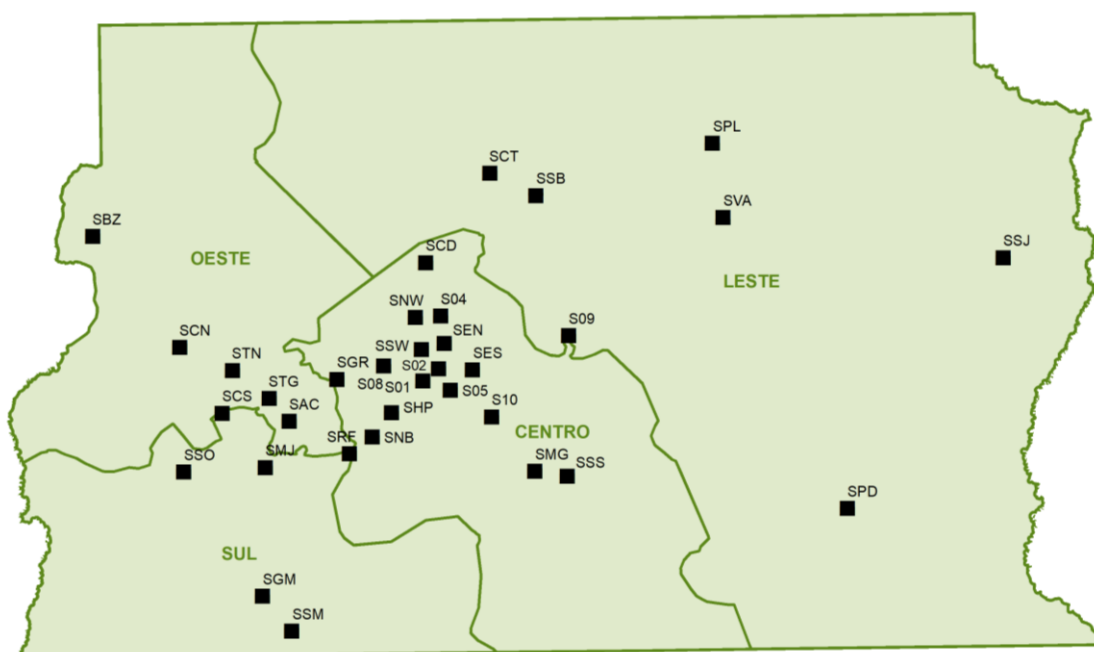 SPL
SCT
SSB
SVA
SBZ
SCD
SSJ
OESTE
LESTE
SNW
S04
S09
SCN
SEN
SSW
STN
SGR
S02
SES
S08
S01
S05
STG
SCS
SHP
S10
SAC
SRF
SNB
CENTRO
SSO
SMJ
SMG
SSS
SPD
SUL
SGM
SSM